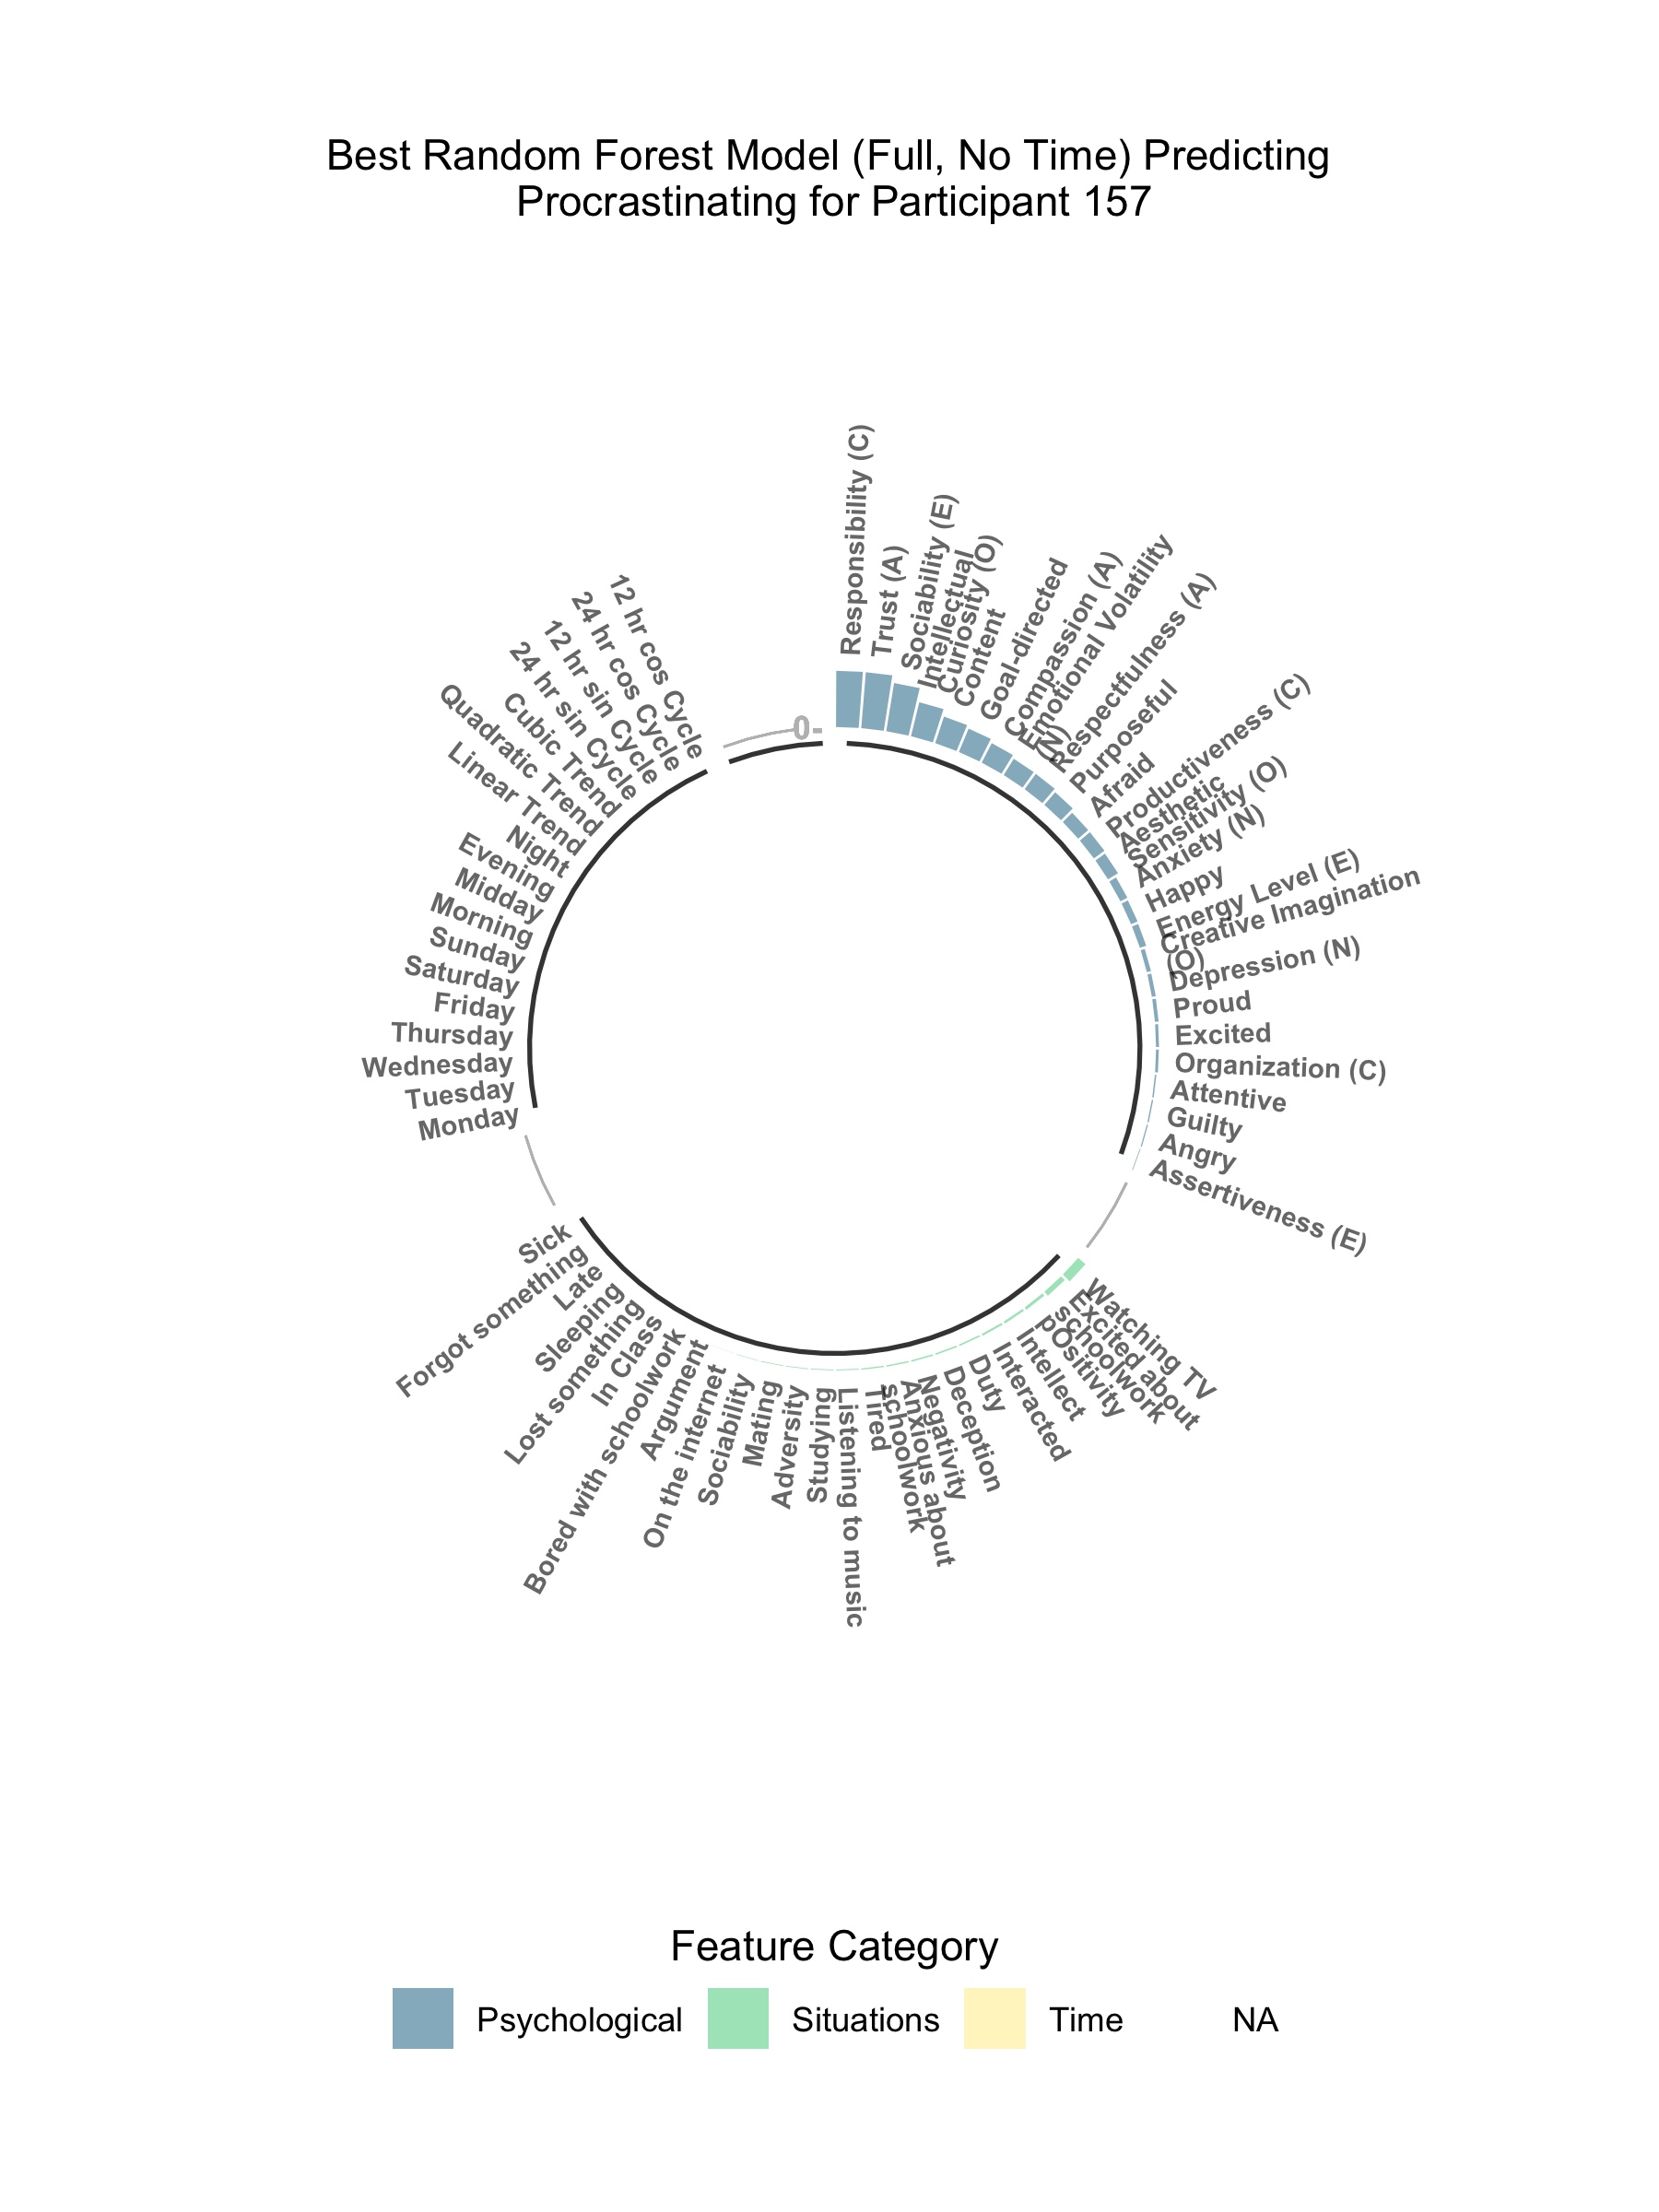 Best Random Forest Model (Full, No Time) Predicting
Procrastinating for Participant 157
0-
Responsibility (C)
Trust (A)
Sociability (E)
Intellectual
Curiosity (O)
Content
Goal-directed
Compassion (A)
Emotional Volatility
(N)
Respectfulness (A)
Purposeful
Afraid
Productiveness (C)
Aesthetic
Sensitivity (O)
Anxiety (N)
Happy
Energy Level (E)
Creative Imagination
(O)
Depression (N)
Proud
Excited
Organization (C)
Attentive
Guilty
Angry
Assertiveness (E)
Watching TV
Excited about
schoolwork
pOsitivity
Intellect
Interacted
Duty
Deception
Negativity
Anxious about
schoolwork
Tired
Listening to music
Studying
Adversity
Mating
Sociability
On the internet
Argument
Bored with schoolwork
In Class
Lost something
Sleeping
Late
Forgot something
Sick
Monday
Tuesday
Wednesday
Thursday
Friday
Saturday
Sunday
Morning
Midday
Evening
Night
Linear Trend
Quadratic Trend
Cubic Trend
24 hr sin Cycle
12 hr sin Cycle
24 hr cos Cycle
12 hr cos Cycle
Feature Category
Psychological
Situations
Time
NA